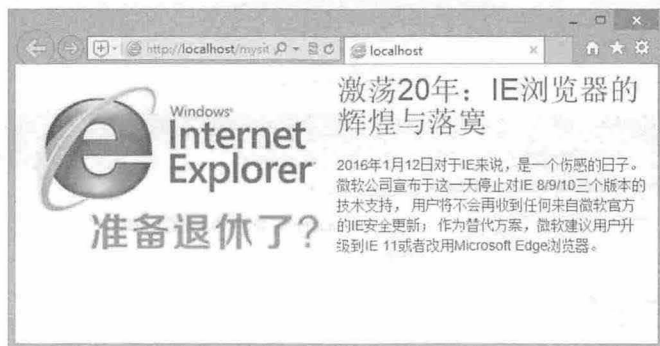 http://localhost/mysit
localhost
Windows
Internet
Explorer
准备退休了?
激荡20年：IE浏览器的
辉煌与落寞
2016年1月12日对于IE来说，是一个伤感的日子。
微软公司宣布于这一天停止对IE 8/9/10三个版本的
技术支持，用户将不会再收到任何来自微软官方
的IE安全更新；作为替代方案，微软建议用户升
级到IE 11或者改用Microsoft Edge浏览器。